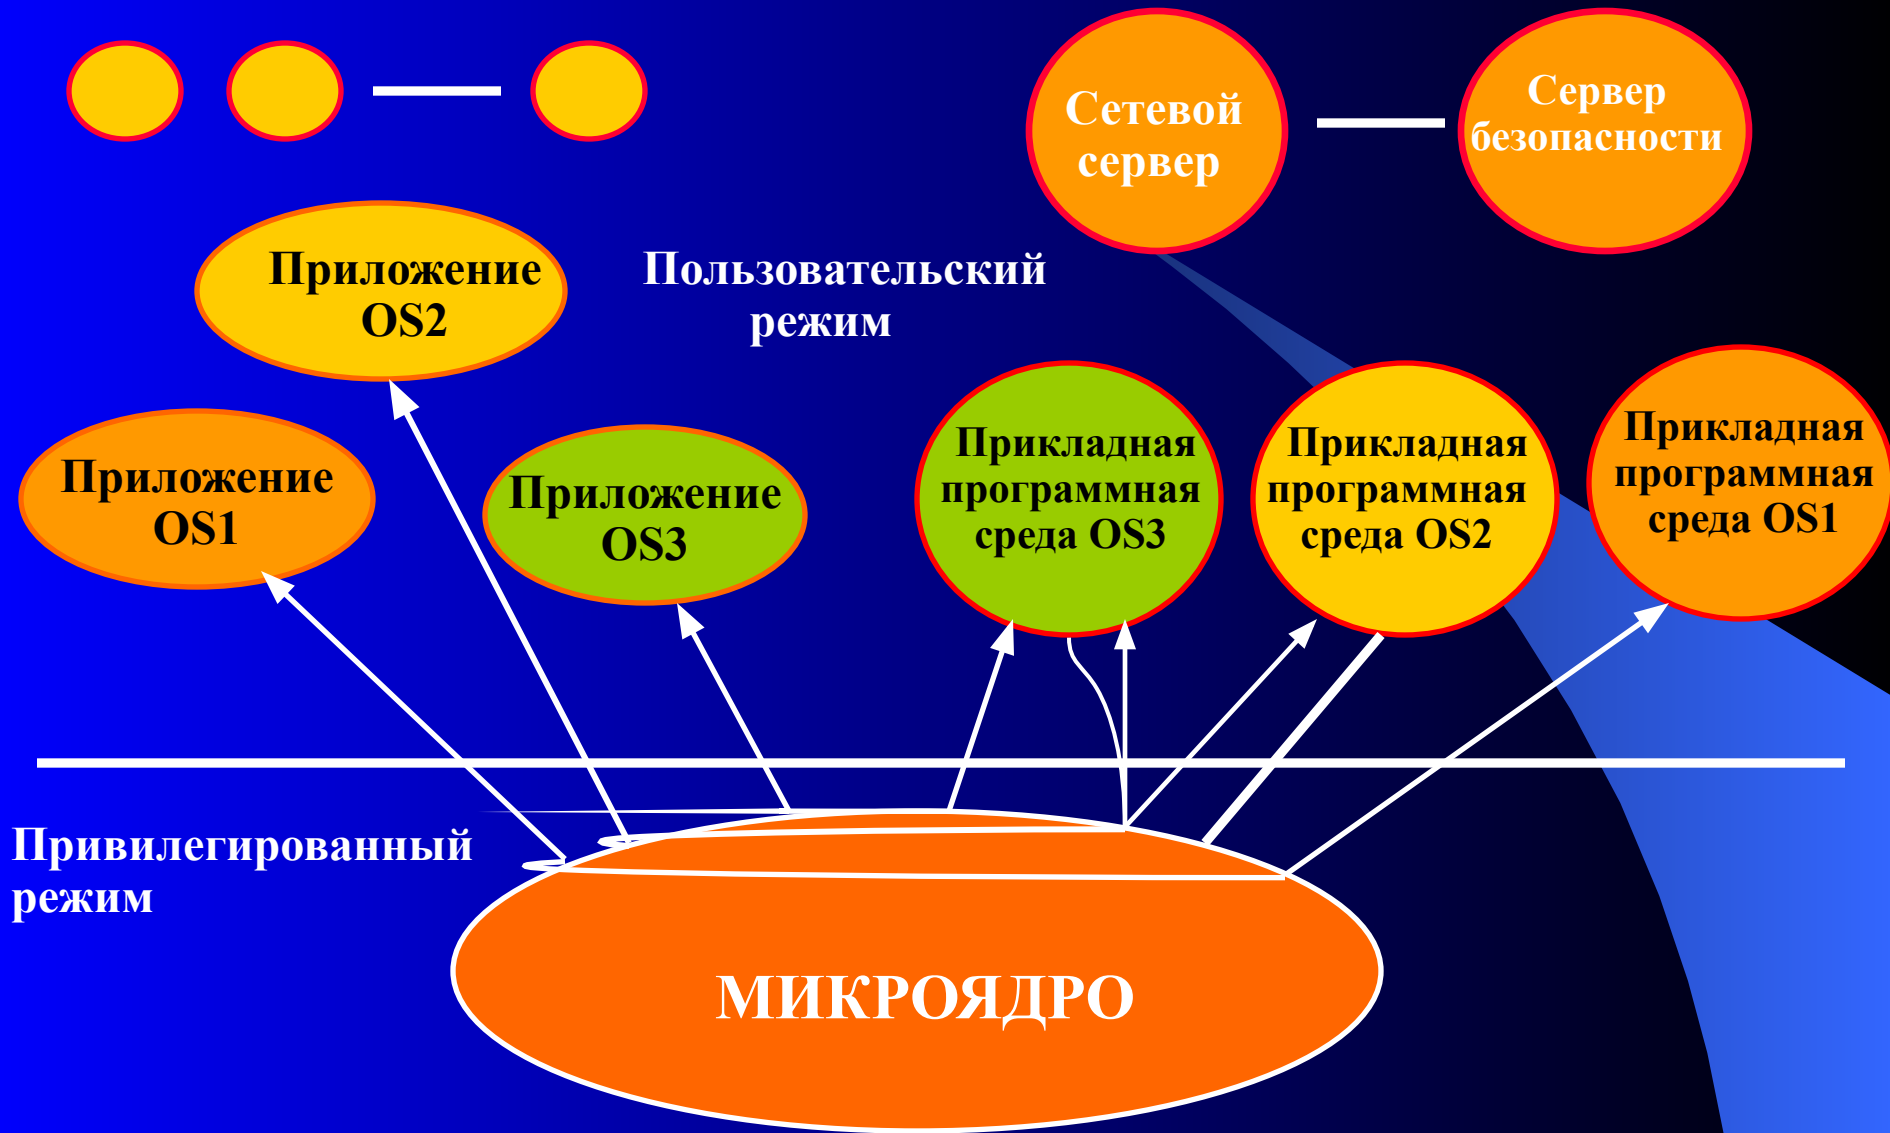 Сетевой
сервер
Сервер
безопасности
Приложение
OS2
Пользовательский
режим
Приложение
OS1
Приложение
OS3
Прикладная
программная
среда OS3
Прикладная
программная
среда OS2
Прикладная
программная
среда OS1
Привилегированный
режим
МИКРОЯДРО